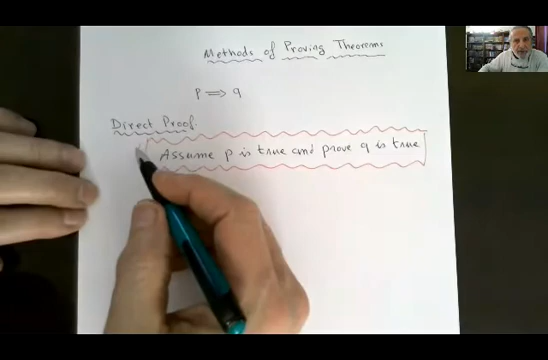 Methods of Proving Theorems
p ⟹ q
Direct Proof.
Assume p is true and prove q is true